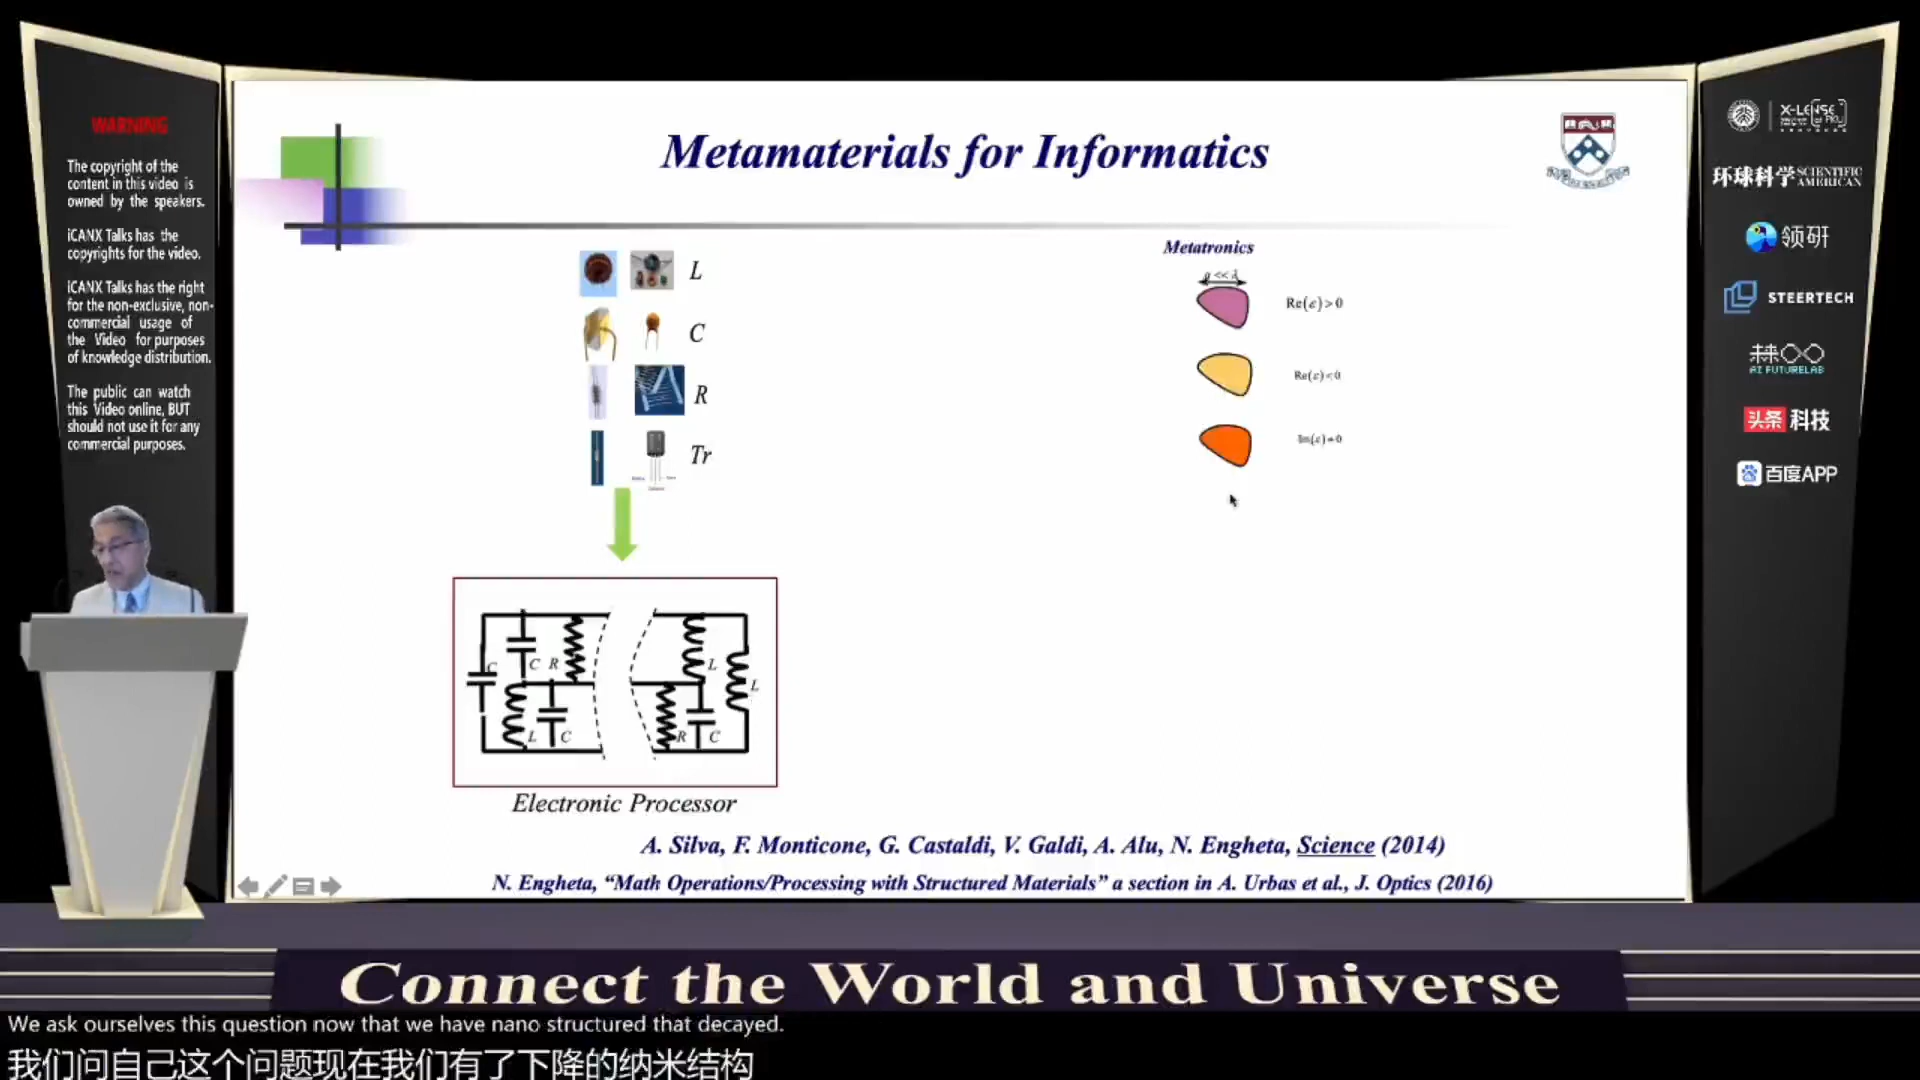 WARNING
The copyright of the
content in this video is
owned by the speakers.
iCANX Talks has the
copyrights for the video.
iCANX Talks has the right
for the non-exclusive, non-
commercial usage of
the Video for purposes
of knowledge distribution.
The public can watch
this Video online, BUT
should not use it for any
commercial purposes.
Metamaterials for Informatics
L
C
R
Tr
C
C
R
L
C
L
L
R
C
Electronic Processor
Metatronics
a << λ
Re(ε)>0
Re(ε)<0
Im(ε)≠0
A. Silva, F. Monticone, G. Castaldi, V. Galdi, A. Alu, N. Engheta, Science (2014)
N. Engheta, “Math Operations/Processing with Structured Materials” a section in A. Urbas et al., J. Optics (2016)
X-LENSE
环球科学 SCIENTIFIC AMERICAN
领研
STEERTECH
AI FUTURELAB
头条 科技
百度APP
Connect the World and Universe
We ask ourselves this question now that we have nano structured that decayed.
我们问自己这个问题现在我们有了下降的纳米结构